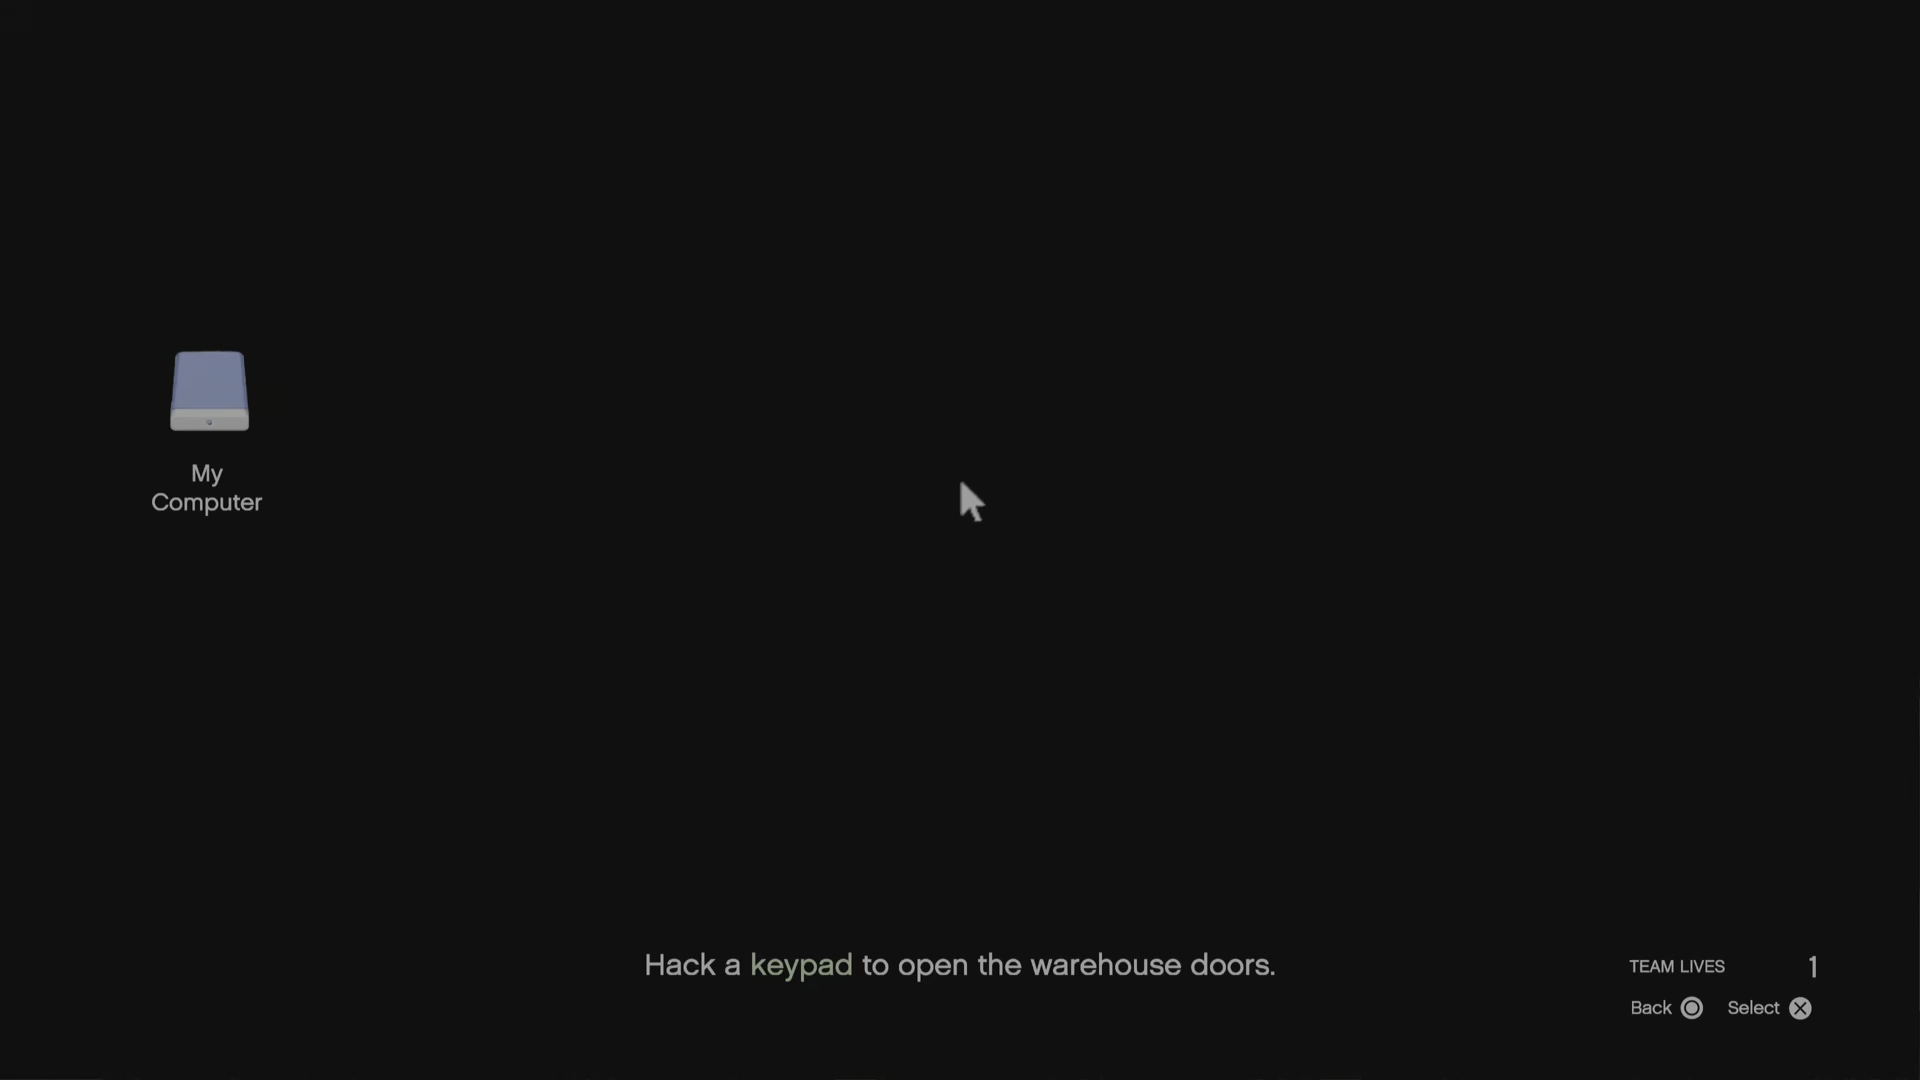 My
Computer
Hack a keypad to open the warehouse doors.
TEAM LIVES 1
Back Select